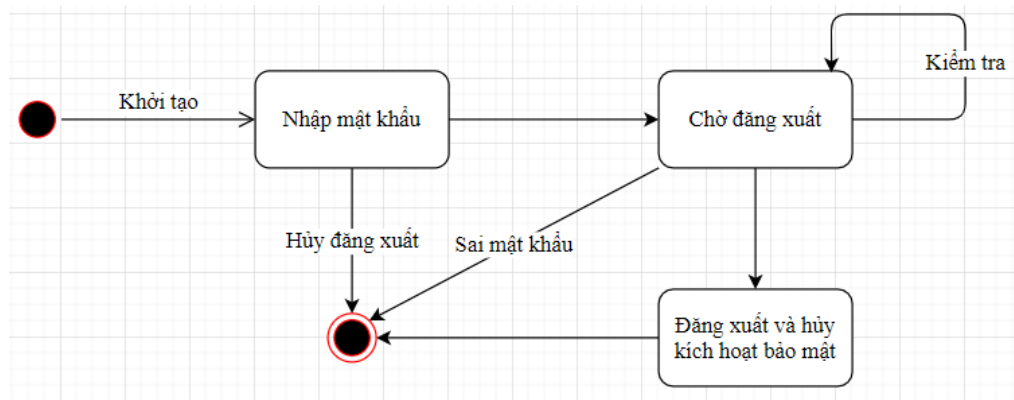 Kiểm tra
Khởi tạo
Nhập mật khẩu
Chờ đăng xuất
Hủy đăng xuất
Sai mật khẩu
Đăng xuất và hủy
kích hoạt bảo mật